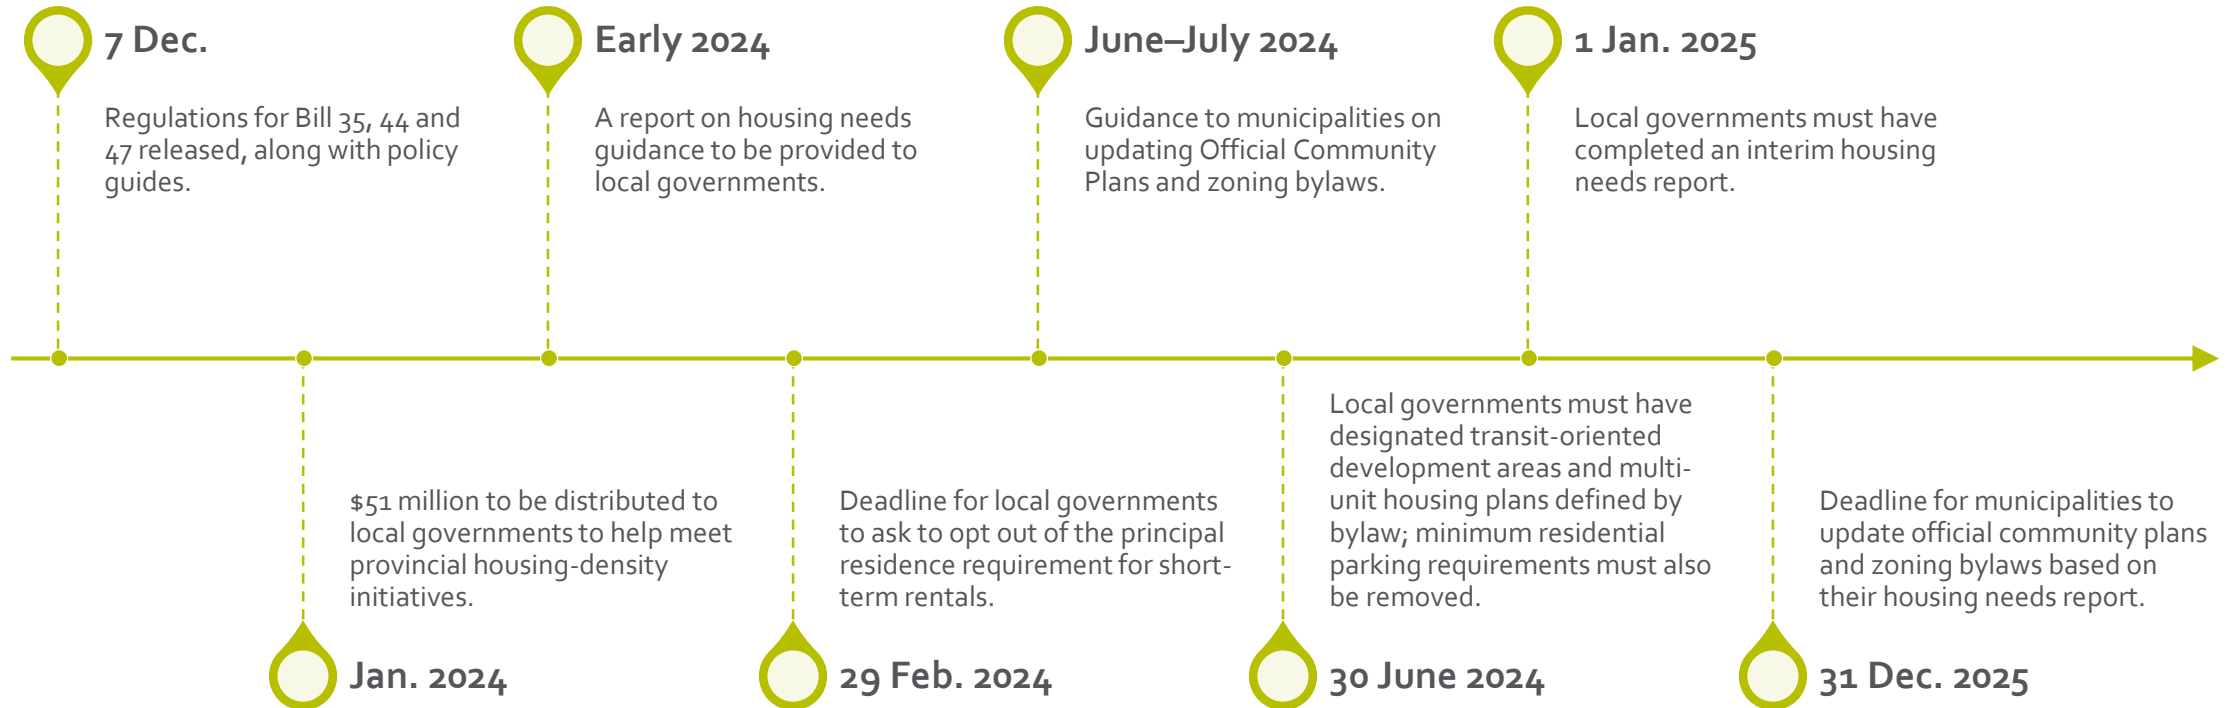 7 Dec.
Regulations for Bill 35, 44 and
47 released, along with policy
guides.
Early 2024
A report on housing needs
guidance to be provided to
local governments.
June–July 2024
Guidance to municipalities on
updating Official Community
Plans and zoning bylaws.
1 Jan. 2025
Local governments must have
completed an interim housing
needs report.
$51 million to be distributed to
local governments to help meet
provincial housing-density
initiatives.
Jan. 2024
Deadline for local governments
to ask to opt out of the principal
residence requirement for short-
term rentals.
29 Feb. 2024
Local governments must have
designated transit-oriented
development areas and multi-
unit housing plans defined by
bylaw; minimum residential
parking requirements must also
be removed.
30 June 2024
Deadline for municipalities to
update official community plans
and zoning bylaws based on
their housing needs report.
31 Dec. 2025